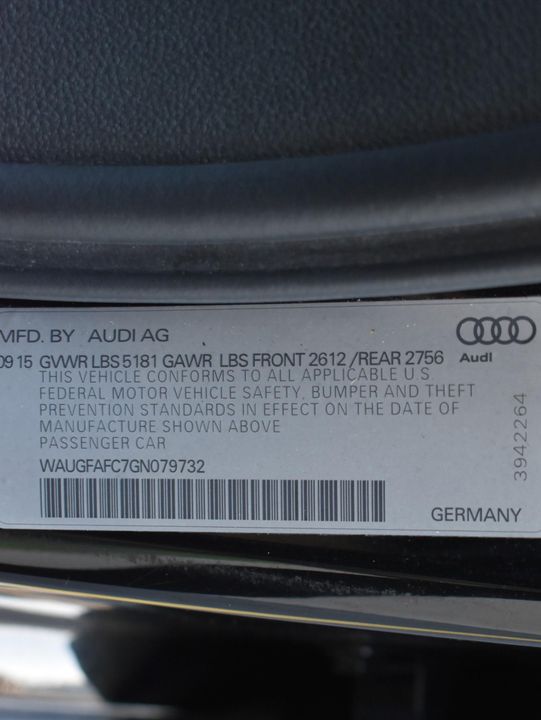 MFD. BY AUDI AG
09 15 GVWR LBS 5181 GAWR LBS FRONT 2612 / REAR 2756
Audi
THIS VEHICLE CONFORMS TO ALL APPLICABLE U S
FEDERAL MOTOR VEHICLE SAFETY, BUMPER AND THEFT
PREVENTION STANDARDS IN EFFECT ON THE DATE OF
MANUFACTURE SHOWN ABOVE
PASSENGER CAR
WAUGFAFC7GN079732
GERMANY
3942264